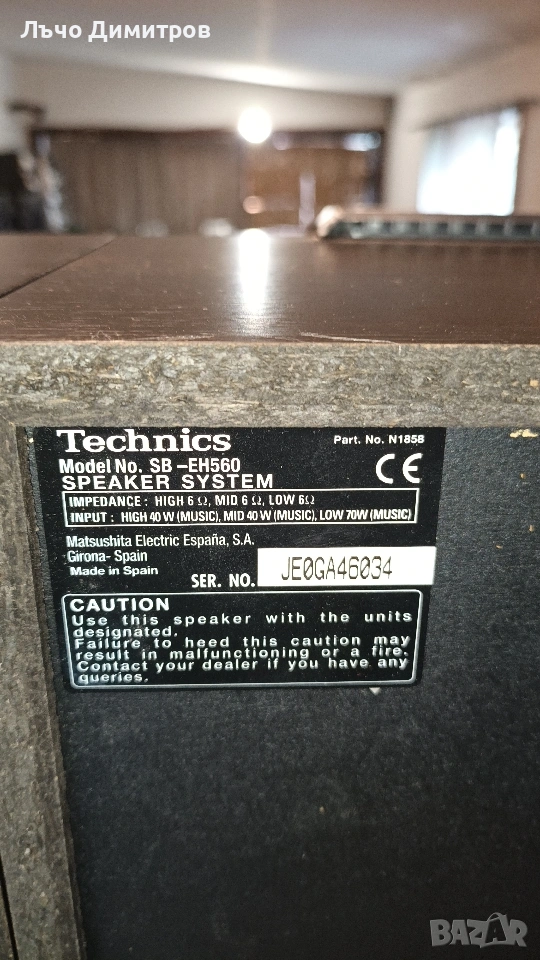 Лъчо Димитров
Technics
Part. No. N1858
Model No. SB-EH560
SPEAKER SYSTEM
CE
IMPEDANCE : HIGH 6 Ω, MID 6 Ω, LOW 6Ω
INPUT : HIGH 40 W (MUSIC), MID 40 W (MUSIC), LOW 70W (MUSIC)
Matsushita Electric España, S.A.
Girona- Spain
Made in Spain
SER. NO. JE0GA46034
CAUTION
Use this speaker with the units
designated.
Failure to heed this caution may
result in malfunctioning or a fire.
Contact your dealer if you have any
queries.
BAZAR